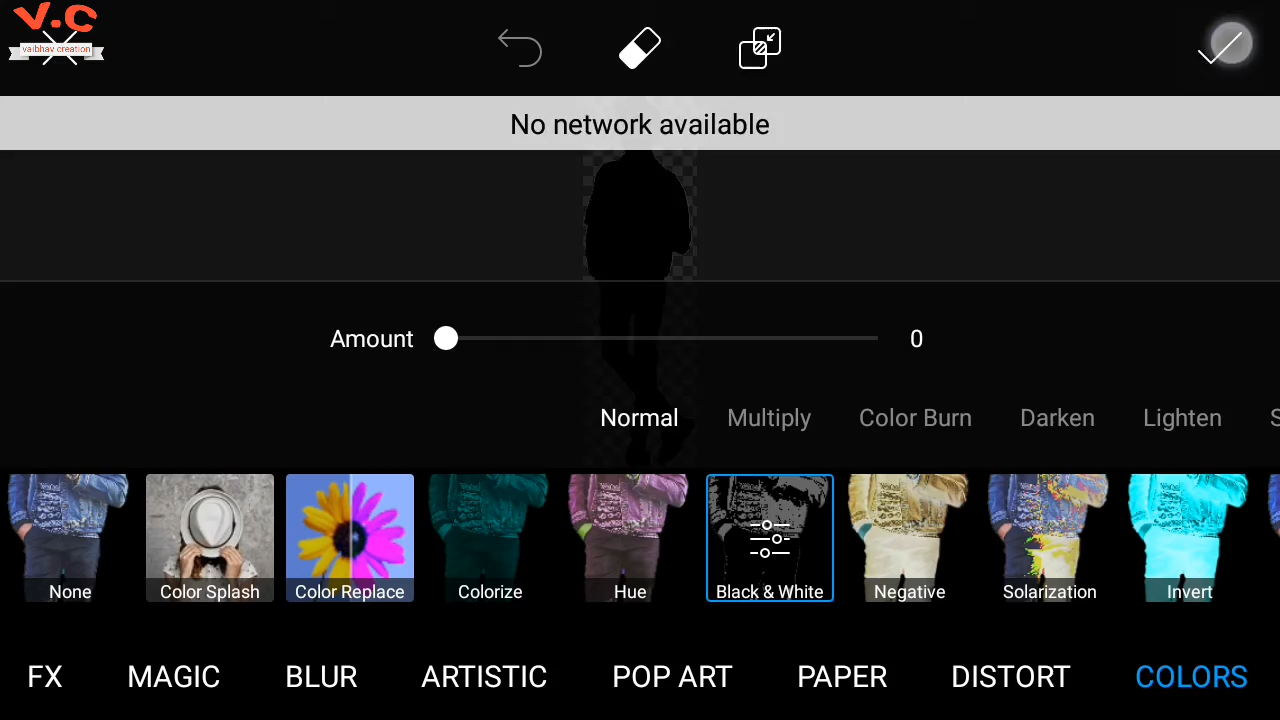 V.C
vaibhav creation
No network available
Amount 0
Normal Multiply Color Burn Darken Lighten S
None Color Splash Color Replace Colorize Hue Black & White Negative Solarization Invert
FX MAGIC BLUR ARTISTIC POP ART PAPER DISTORT COLORS